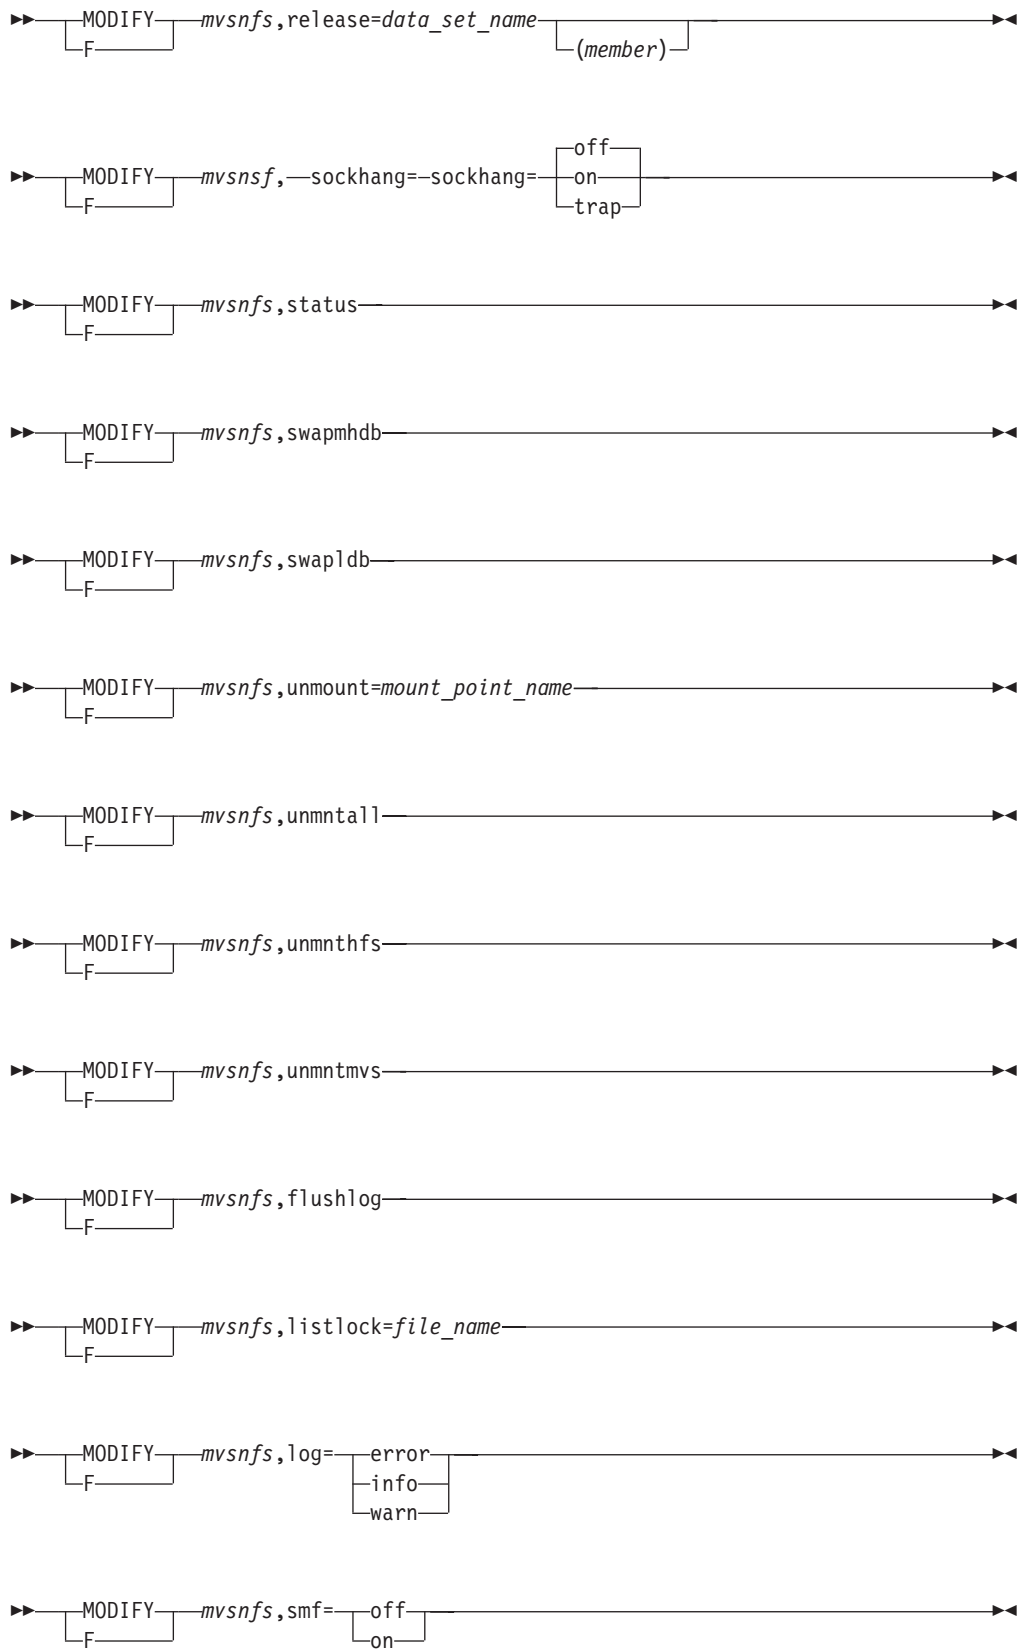 MODIFY mvsnfs,release=data_set_name
F (member)
off
MODIFY mvsnsf, sockhang= sockhang= on
F trap
MODIFY mvsnfs,status
F
MODIFY mvsnfs,swapmhdb
F
MODIFY mvsnfs,swapldb
F
MODIFY mvsnfs,unmount=mount_point_name
F
MODIFY mvsnfs,unmntall
F
MODIFY mvsnfs,unmnthfs
F
MODIFY mvsnfs,unmntmvs
F
MODIFY mvsnfs,flushlog
F
MODIFY mvsnfs,listlock=file_name
F
MODIFY mvsnfs,log= error
F info
warn
MODIFY mvsnfs,smf= off
F on